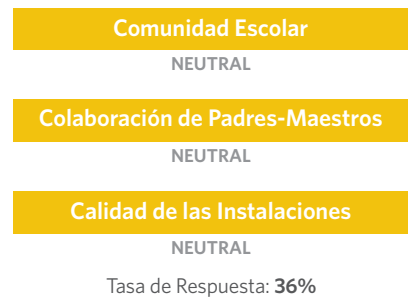 Comunidad Escolar
NEUTRAL
Colaboración de Padres-Maestros
NEUTRAL
Calidad de las Instalaciones
NEUTRAL
Tasa de Respuesta: 36%